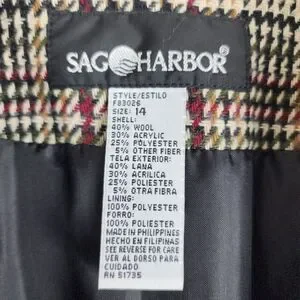 SAG HARBOR®
STYLE/ESTILO
F83026
SIZE: 14
SHELL:
40% WOOL
30% ACRYLIC
25% POLYESTER
5% OTHER FIBER
TELA EXTERIOR:
40% LANA
30% ACRILICA
25% POLIESTER
5% OTRA FIBRA
LINING:
100% POLYESTER
FORRO:
100% POLIESTER
MADE IN PHILIPPINES
HECHO EN FILIPINAS
SEE REVERSE FOR CARE
VER AL DORSO PARA
CUIDADO
RN 51735